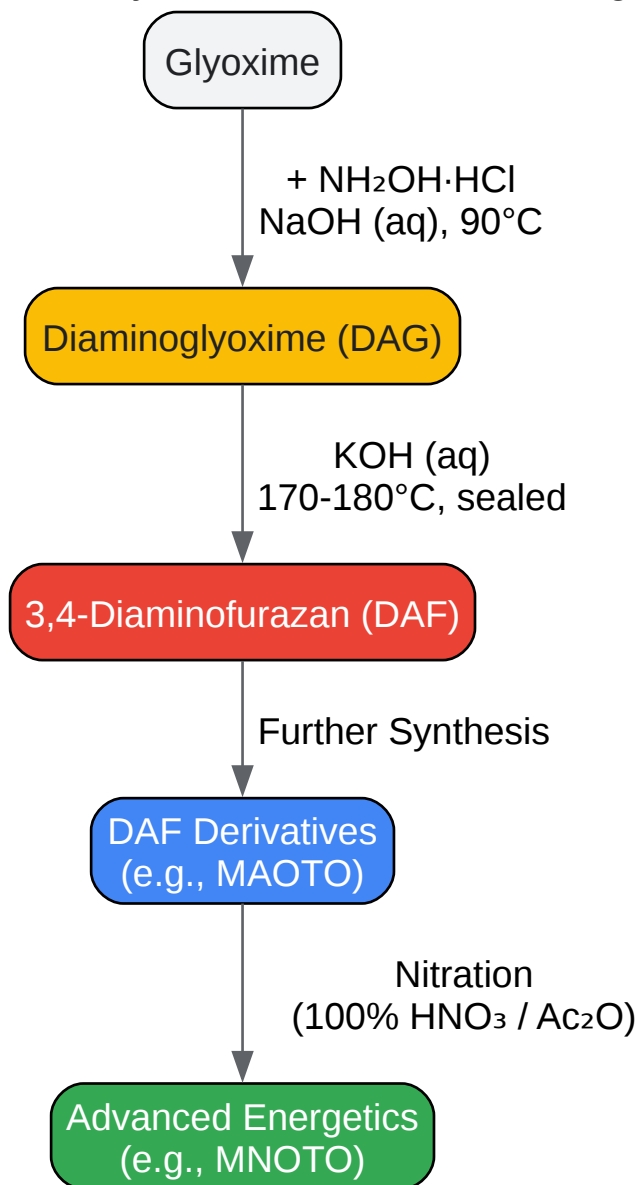 Glyoxime
+ NH₂OH·HCl
NaOH (aq), 90°C
Diaminoglyoxime (DAG)
KOH (aq)
170-180°C, sealed
3,4-Diaminofurazan (DAF)
Further Synthesis
DAF Derivatives
(e.g., MAOTO)
Nitration
(100% HNO₃ / Ac₂O)
Advanced Energetics
(e.g., MNOTO)